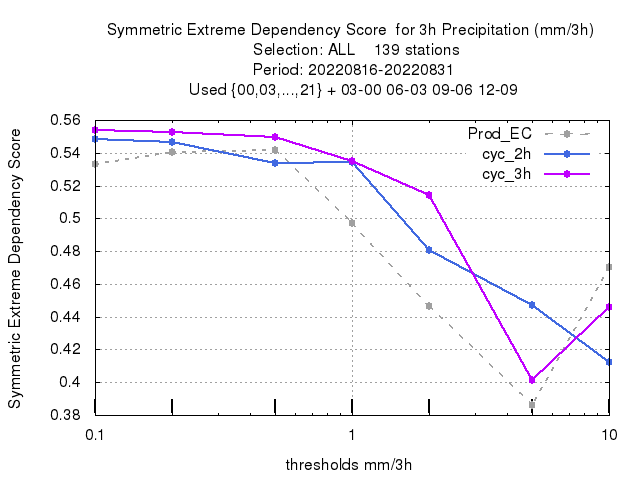 Symmetric Extreme Dependency Score  for 3h Precipitation (mm/3h)
Selection: ALL    139 stations
Period: 20220816-20220831
Used {00,03,...,21} + 03-00 06-03 09-06 12-09
Symmetric Extreme Dependency Score
0.56
0.54
0.52
0.5
0.48
0.46
0.44
0.42
0.4
0.38
Prod_EC
cyc_2h
cyc_3h
0.1
1
10
thresholds mm/3h